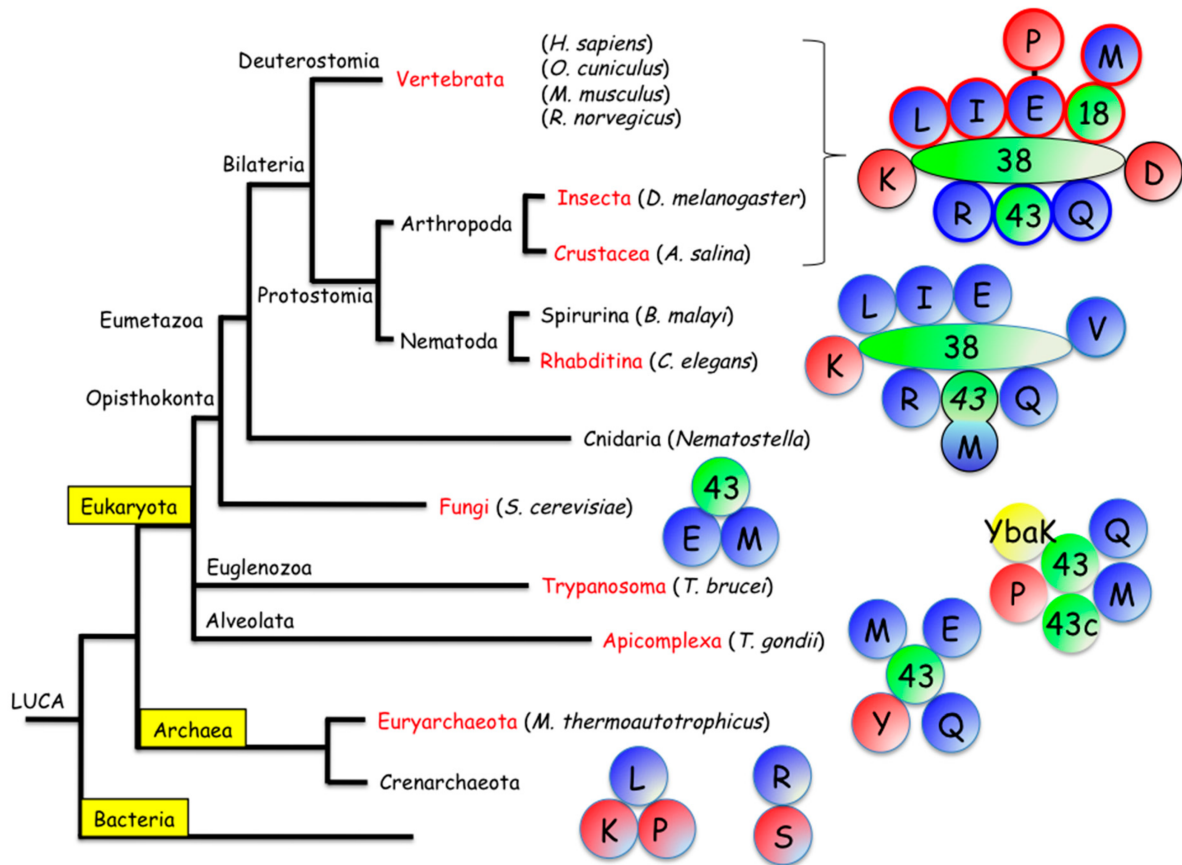 Deuterostomia
Vertebrata
(H. sapiens)
(O. cuniculus)
(M. musculus)
(R. norvegicus)
P
M
L
I
E
18
38
K
D
R
43
Q
Bilateria
Insecta (D. melanogaster)
Arthropoda
Crustacea (A. salina)
Protostomia
Spirurina (B. malayi)
Nematoda
Rhabditina (C. elegans)
L
I
E
V
38
K
R
43
Q
M
Eumetazoa
Opisthokonta
Cnidaria (Nematostella)
Eukaryota
Fungi (S. cerevisiae)
43
E
M
Euglenozoa
Trypanosoma (T. brucei)
YbaK
Q
43
P
M
43c
Alveolata
Apicomplexa (T. gondii)
M
E
43
Y
Q
LUCA
Archaea
Euryarchaeota (M. thermoautotrophicus)
Crenarchaeota
L
K
P
R
S
Bacteria